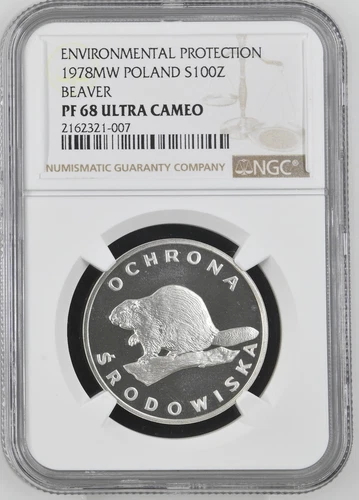 ENVIRONMENTAL PROTECTION
1978MW POLAND S100Z
BEAVER
PF 68 ULTRA CAMEO
2162321-007
NUMISMATIC GUARANTY COMPANY NGC
OCHRONA
ŚRODOWISKA